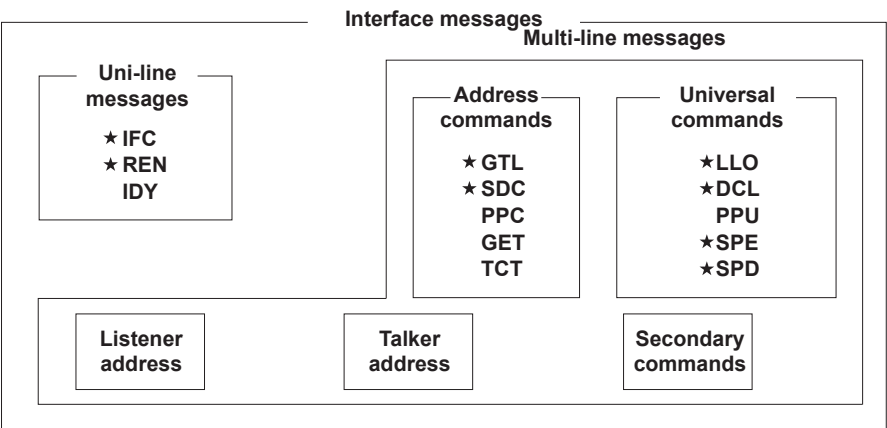 Interface messages
Multi-line messages
Uni-line
messages
★ IFC
★ REN
IDY
Address
commands
★ GTL
★ SDC
PPC
GET
TCT
Universal
commands
★LLO
★DCL
PPU
★SPE
★SPD
Listener
address
Talker
address
Secondary
commands